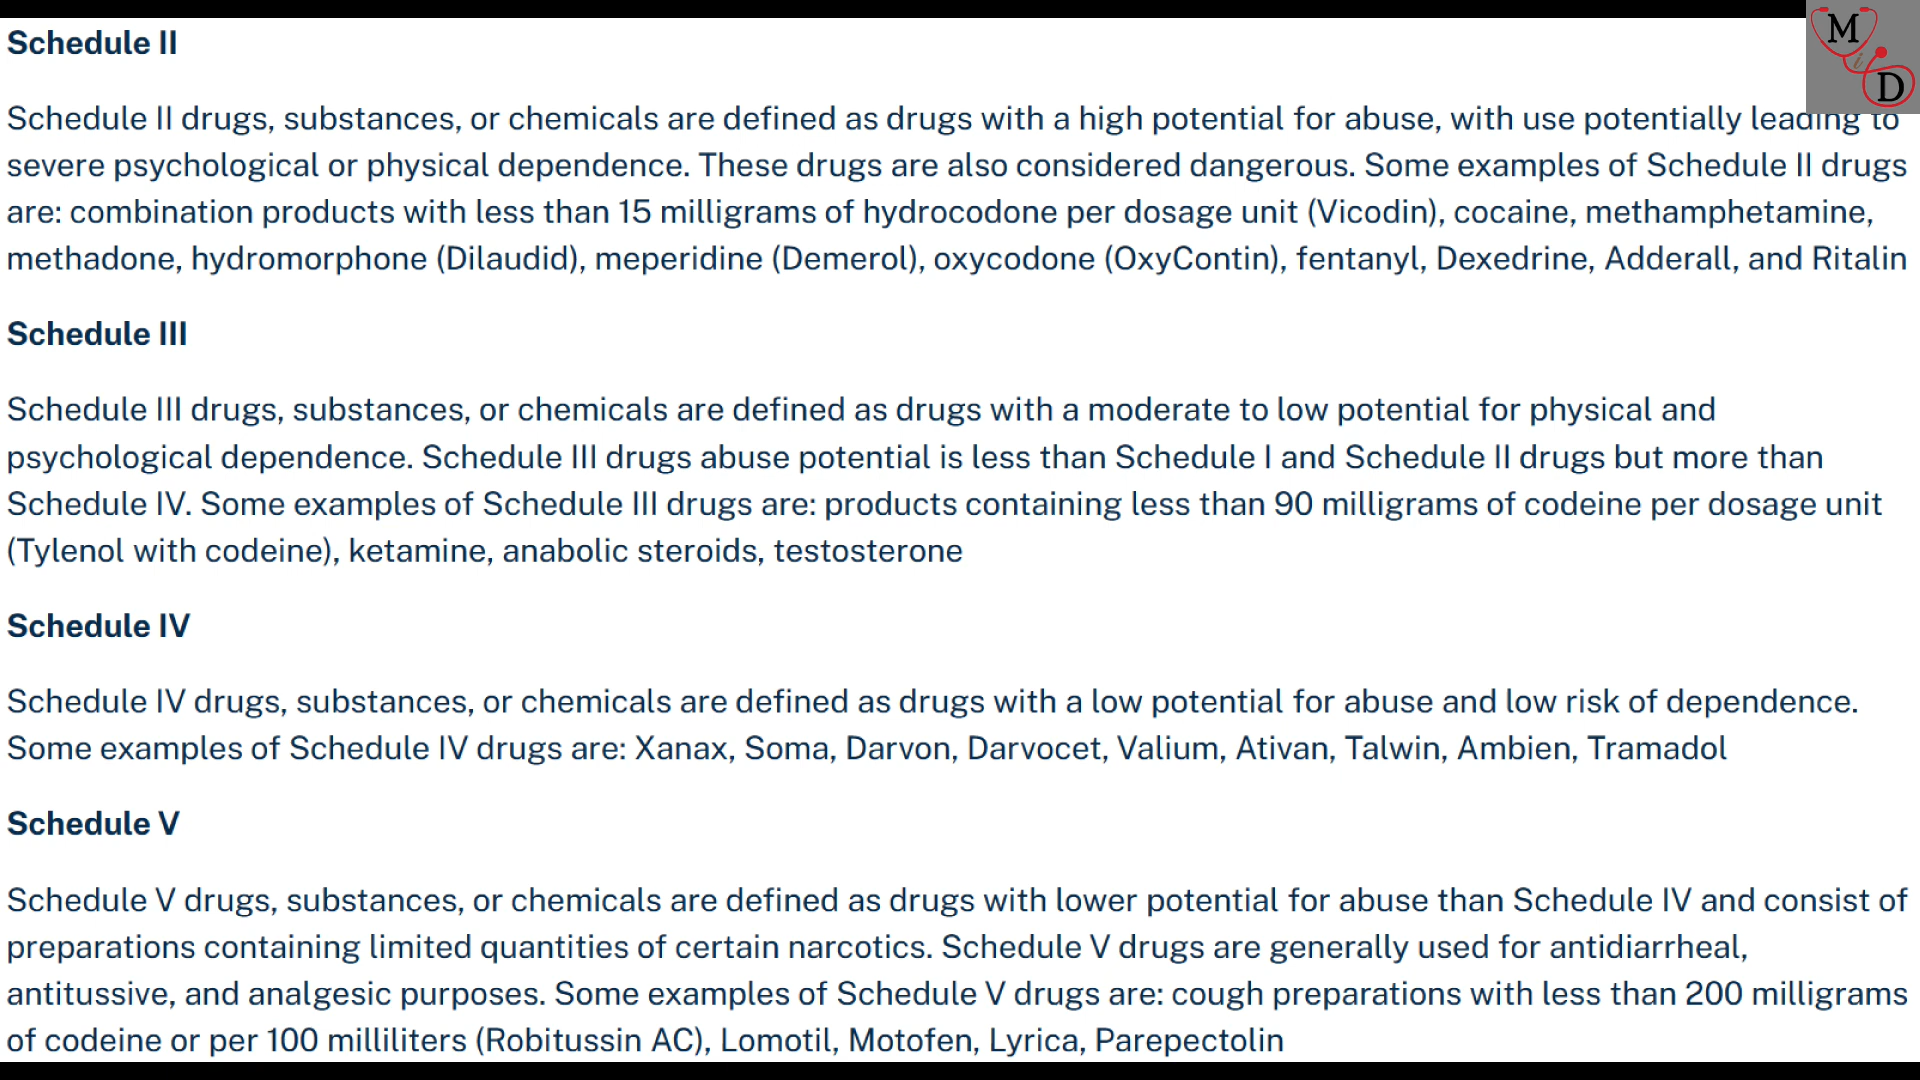 Schedule II
M
i
D
Schedule II drugs, substances, or chemicals are defined as drugs with a high potential for abuse, with use potentially leading to
severe psychological or physical dependence. These drugs are also considered dangerous. Some examples of Schedule II drugs
are: combination products with less than 15 milligrams of hydrocodone per dosage unit (Vicodin), cocaine, methamphetamine,
methadone, hydromorphone (Dilaudid), meperidine (Demerol), oxycodone (OxyContin), fentanyl, Dexedrine, Adderall, and Ritalin
Schedule III
Schedule III drugs, substances, or chemicals are defined as drugs with a moderate to low potential for physical and
psychological dependence. Schedule III drugs abuse potential is less than Schedule I and Schedule II drugs but more than
Schedule IV. Some examples of Schedule III drugs are: products containing less than 90 milligrams of codeine per dosage unit
(Tylenol with codeine), ketamine, anabolic steroids, testosterone
Schedule IV
Schedule IV drugs, substances, or chemicals are defined as drugs with a low potential for abuse and low risk of dependence.
Some examples of Schedule IV drugs are: Xanax, Soma, Darvon, Darvocet, Valium, Ativan, Talwin, Ambien, Tramadol
Schedule V
Schedule V drugs, substances, or chemicals are defined as drugs with lower potential for abuse than Schedule IV and consist of
preparations containing limited quantities of certain narcotics. Schedule V drugs are generally used for antidiarrheal,
antitussive, and analgesic purposes. Some examples of Schedule V drugs are: cough preparations with less than 200 milligrams
of codeine or per 100 milliliters (Robitussin AC), Lomotil, Motofen, Lyrica, Parepectolin